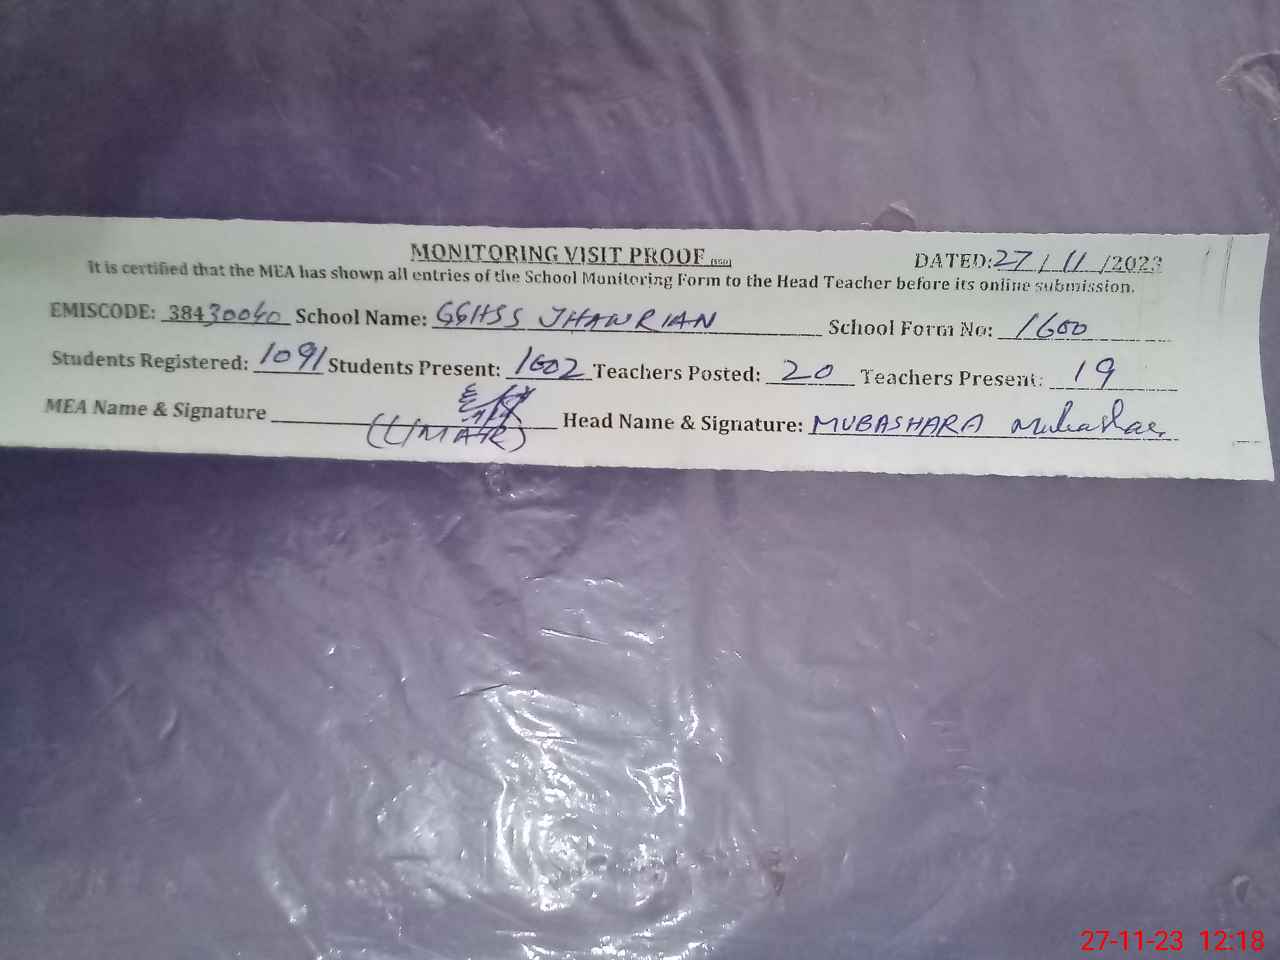 MONITORING VISIT PROOF (SGD) DATED: 27/11/2023
It is certified that the MEA has shown all entries of the School Monitoring Form to the Head Teacher before its online submission.
EMISCODE: 38430040 School Name: GGHSS JHAWRIAN School Form No: 1600
Students Registered: 1091 Students Present: 1002 Teachers Posted: 20 Teachers Present: 19
MEA Name & Signature (UMAIR) Head Name & Signature: MUBASHARA Mubashar
27-11-23 12:18